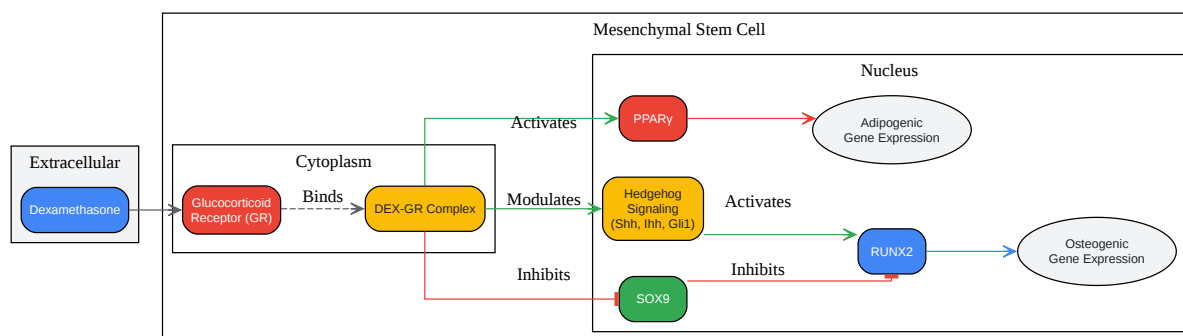 Mesenchymal Stem Cell
Nucleus
PPARγ
Activates
Adipogenic
Gene Expression
Extracellular
Cytoplasm
Dexamethasone
Glucocorticoid
Receptor (GR)
Binds
DEX-GR Complex
Modulates
Hedgehog
Signaling
(Shh, Ihh, Gli1)
Activates
RUNX2
Osteogenic
Gene Expression
Inhibits
SOX9
Inhibits